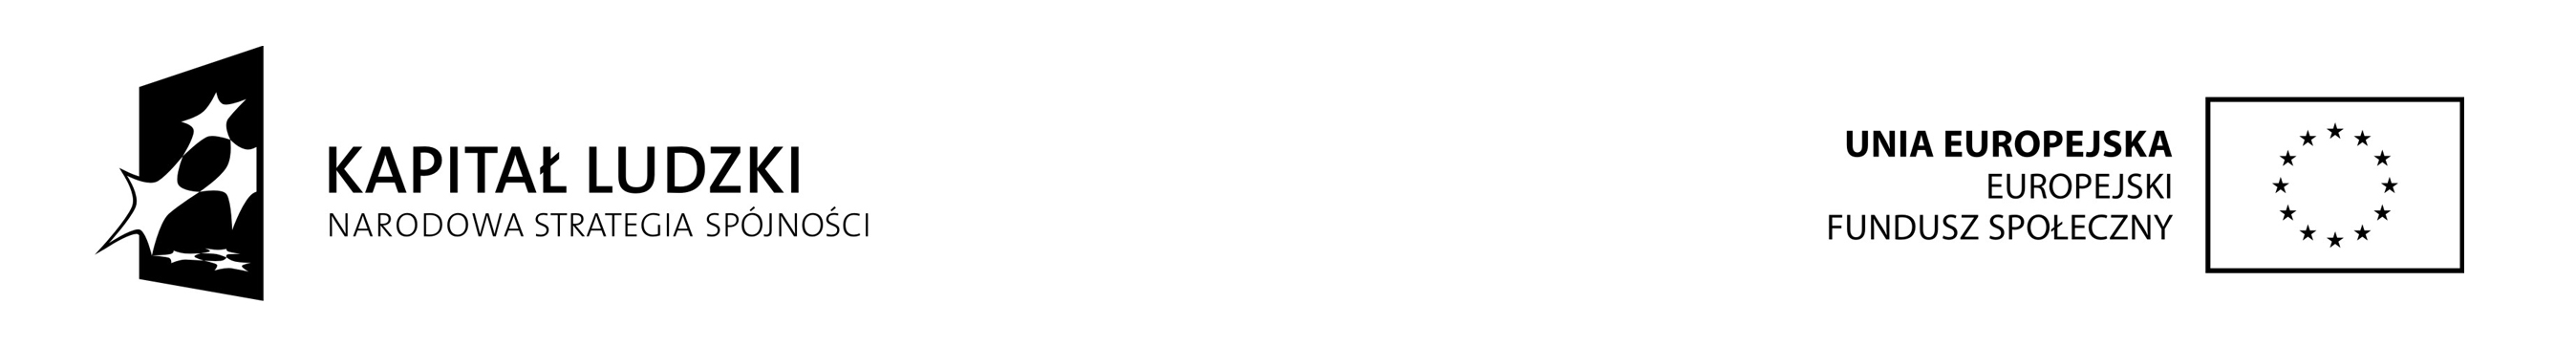 KAPITAŁ LUDZKI
NARODOWA STRATEGIA SPÓJNOŚCI
UNIA EUROPEJSKA
EUROPEJSKI
FUNDUSZ SPOŁECZNY